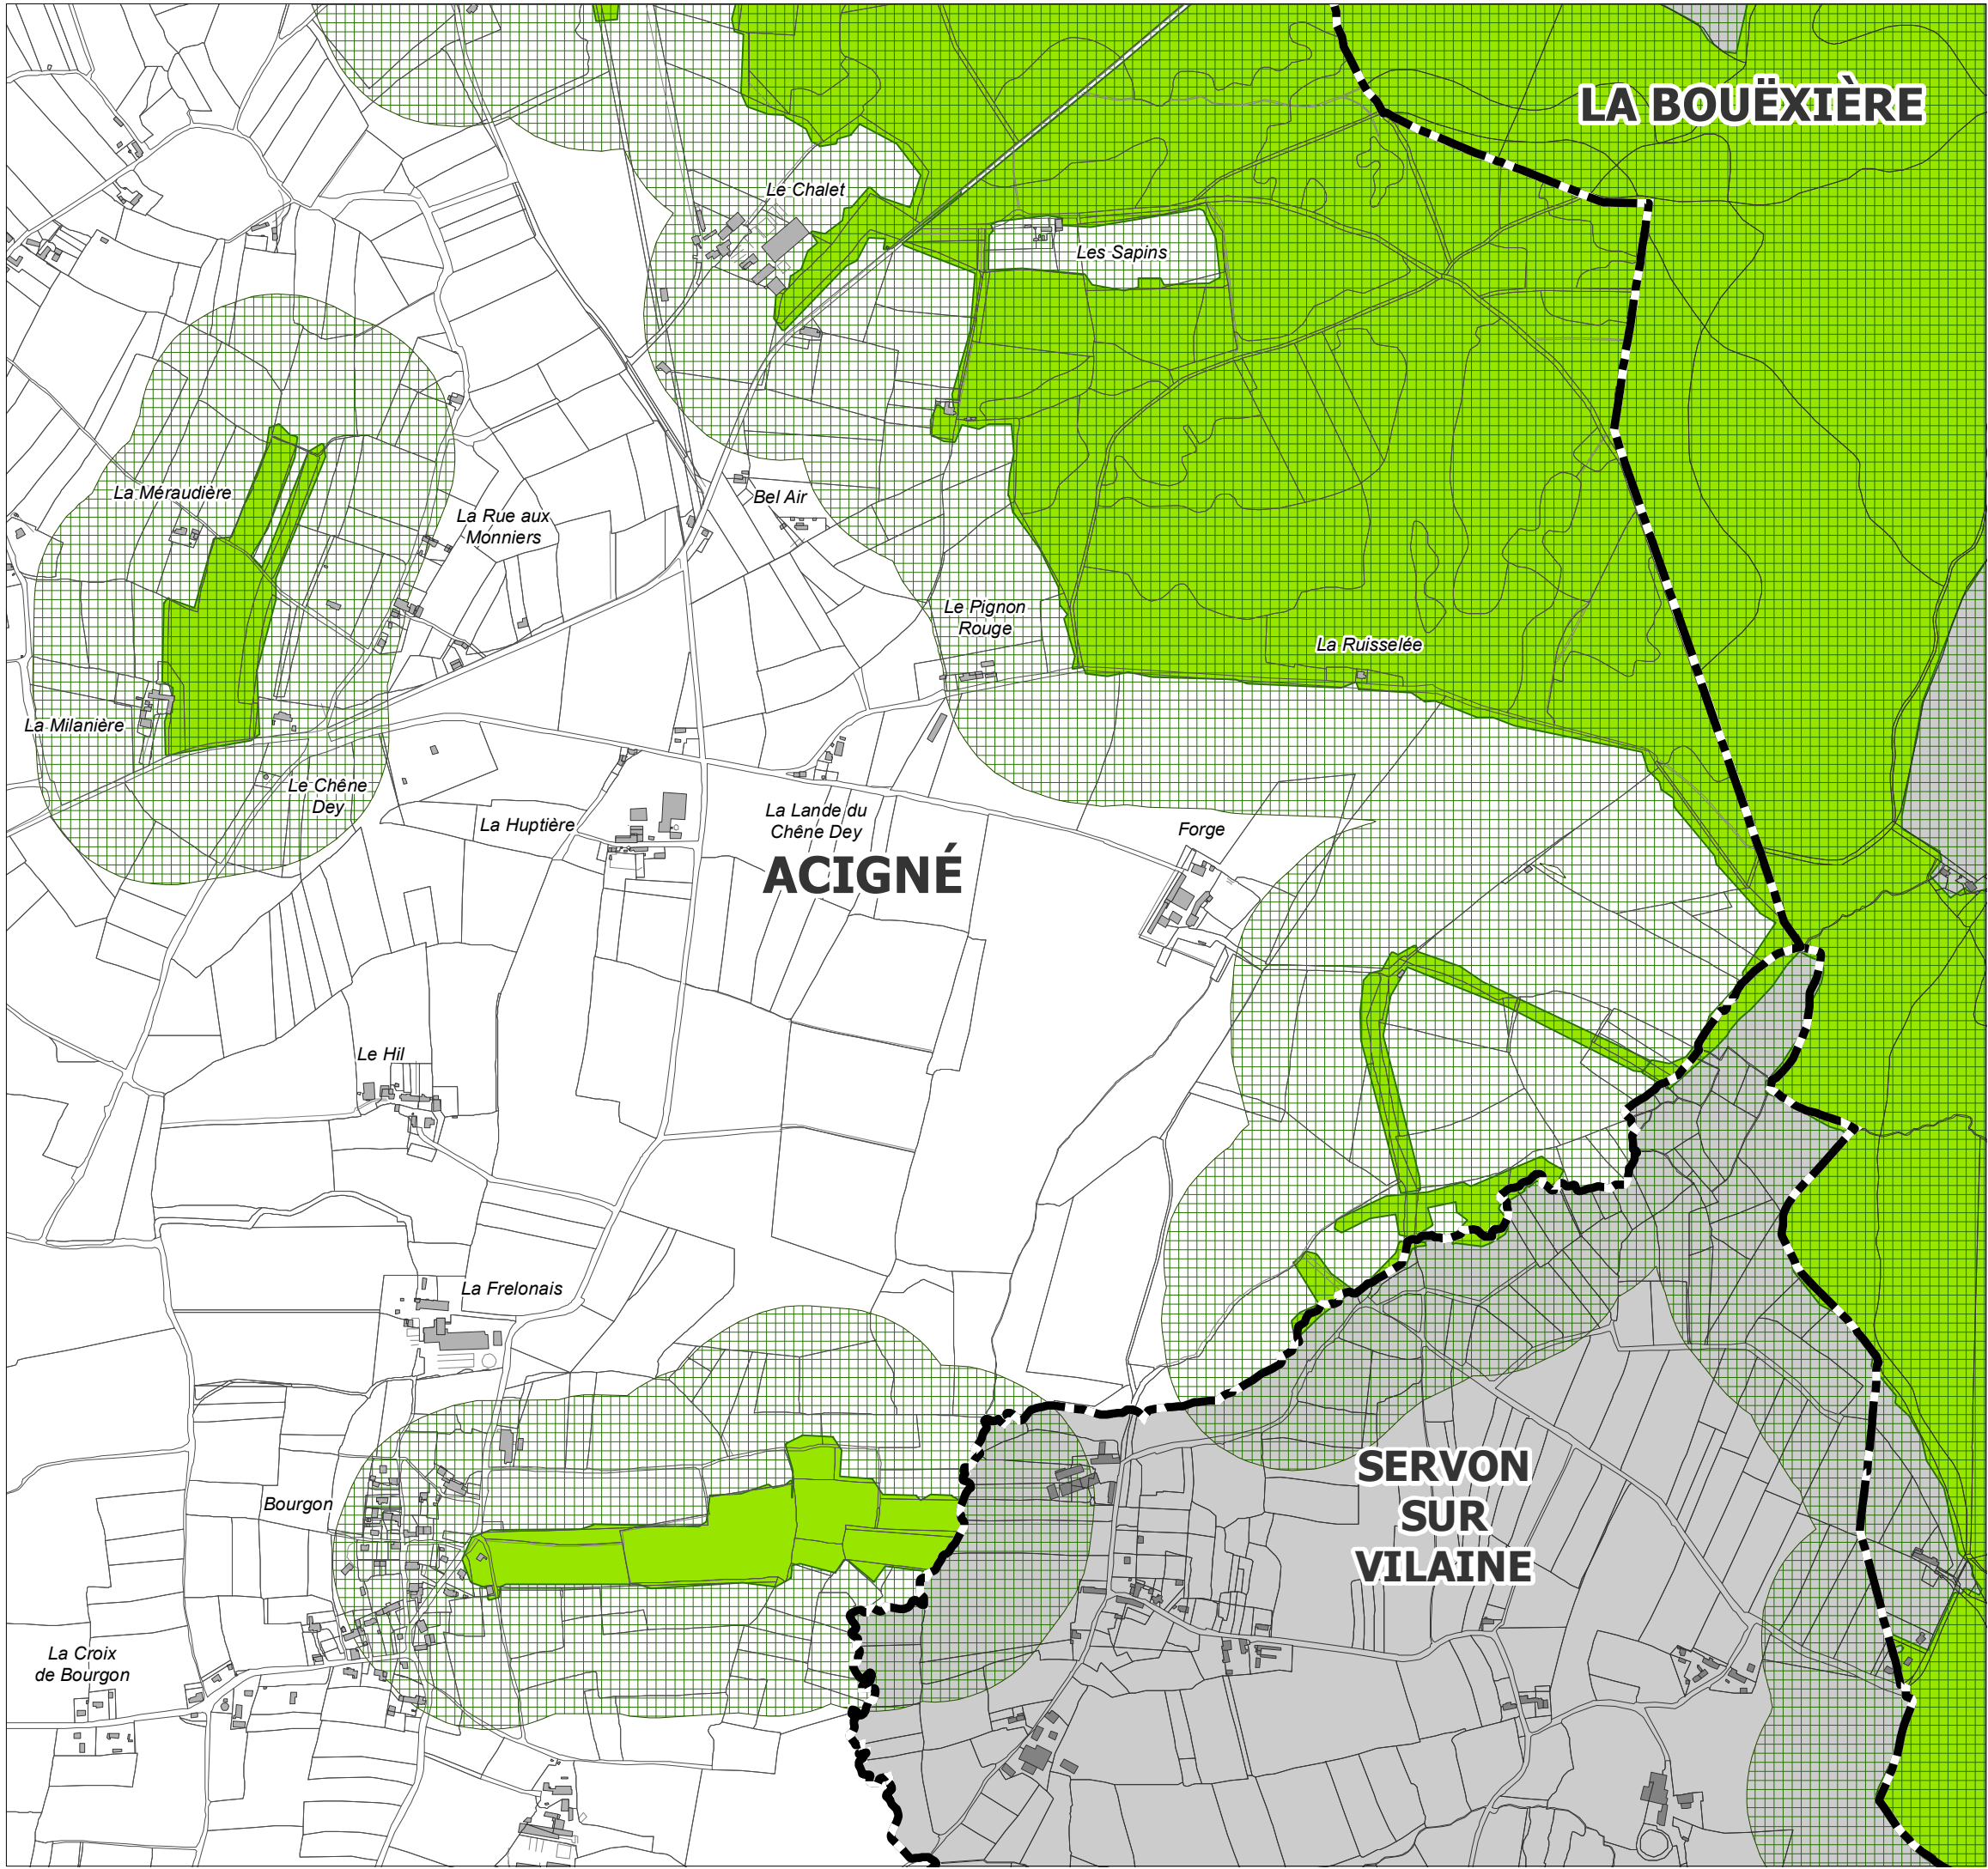 LA BOUËXIÈRE
Le Chalet
Les Sapins
La Méraudière
La Rue aux
Monniers
Bel Air
Le Pignon
Rouge
La Ruisselée
La Milanière
Le Chêne
Dey
La Huptière
La Lande du
Chêne Dey
Forge
ACIGNÉ
Le Hil
La Frelonais
Bourgon
SERVON
SUR
VILAINE
La Croix
de Bourgon